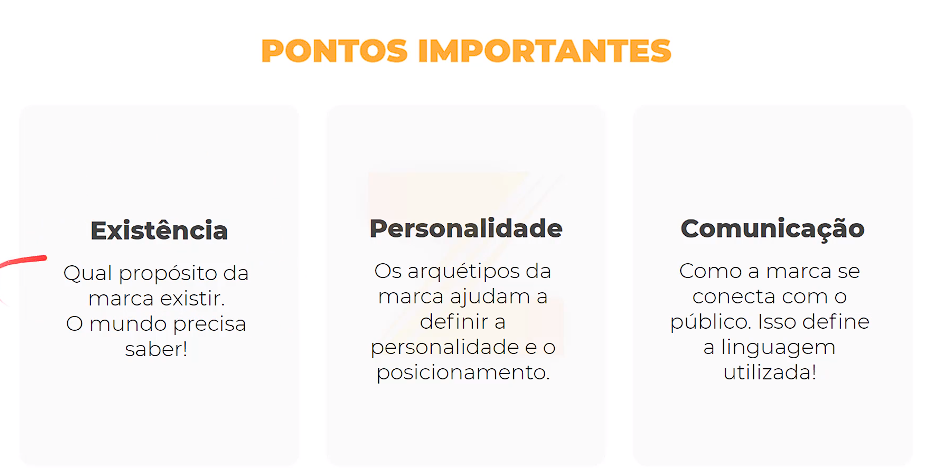 PONTOS IMPORTANTES
Existência
Qual propósito da
marca existir.
O mundo precisa
saber!
Personalidade
Os arquétipos da
marca ajudam a
definir a
personalidade e o
posicionamento.
Comunicação
Como a marca se
conecta com o
público. Isso define
a linguagem
utilizada!